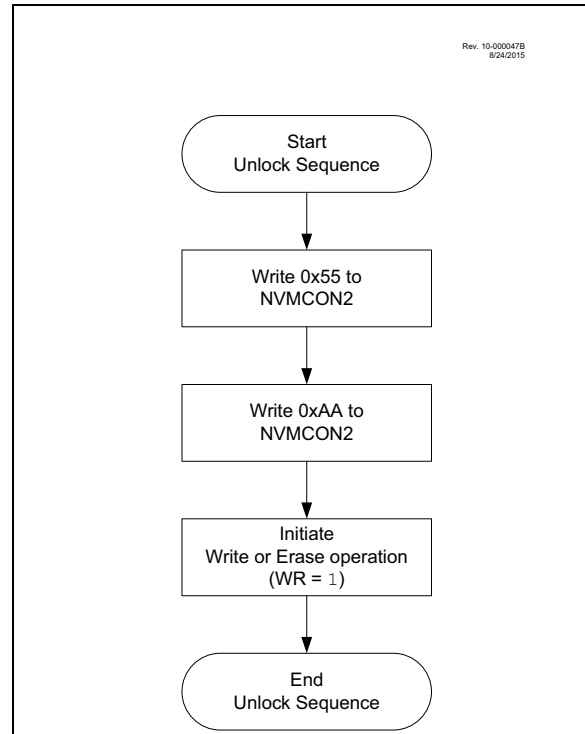 Rev. 10-000047B
8/24/2015
Start
Unlock Sequence
Write 0x55 to
NVMCON2
Write 0xAA to
NVMCON2
Initiate
Write or Erase operation
(WR = 1)
End
Unlock Sequence